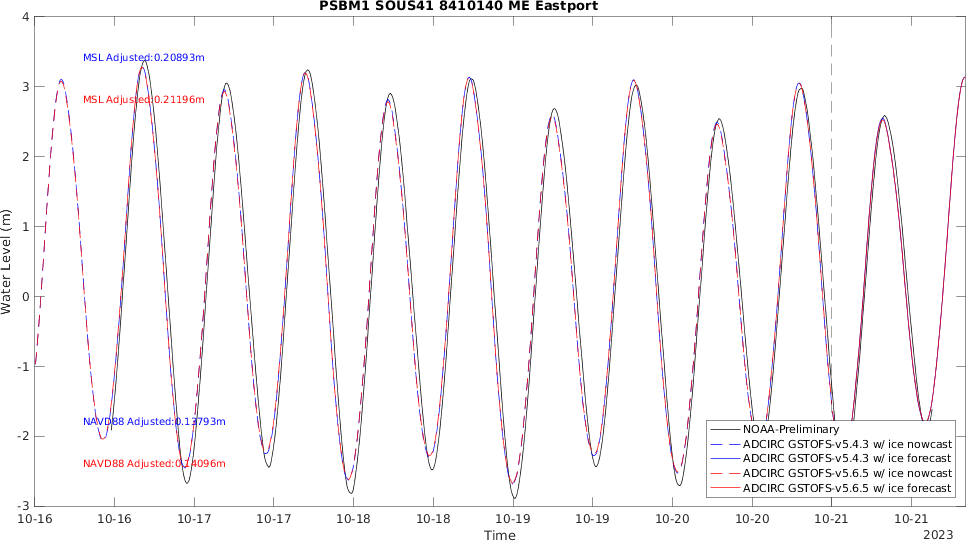 PSBM1 SOUS41 8410140 ME Eastport
4
MSL Adjusted:0.20893m
3
MSL Adjusted:0.21196m
2
1
Water Level (m)
0
-1
-2
NAVD88 Adjusted:0.13793m
NAVD88 Adjusted:0.14096m
-3
NOAA-Preliminary
ADCIRC GSTOFS-v5.4.3 w/ ice nowcast
ADCIRC GSTOFS-v5.4.3 w/ ice forecast
ADCIRC GSTOFS-v5.6.5 w/ ice nowcast
ADCIRC GSTOFS-v5.6.5 w/ ice forecast
10-16 10-16 10-17 10-17 10-18 10-18 10-19 10-19 10-20 10-20 10-21 10-21
Time
2023